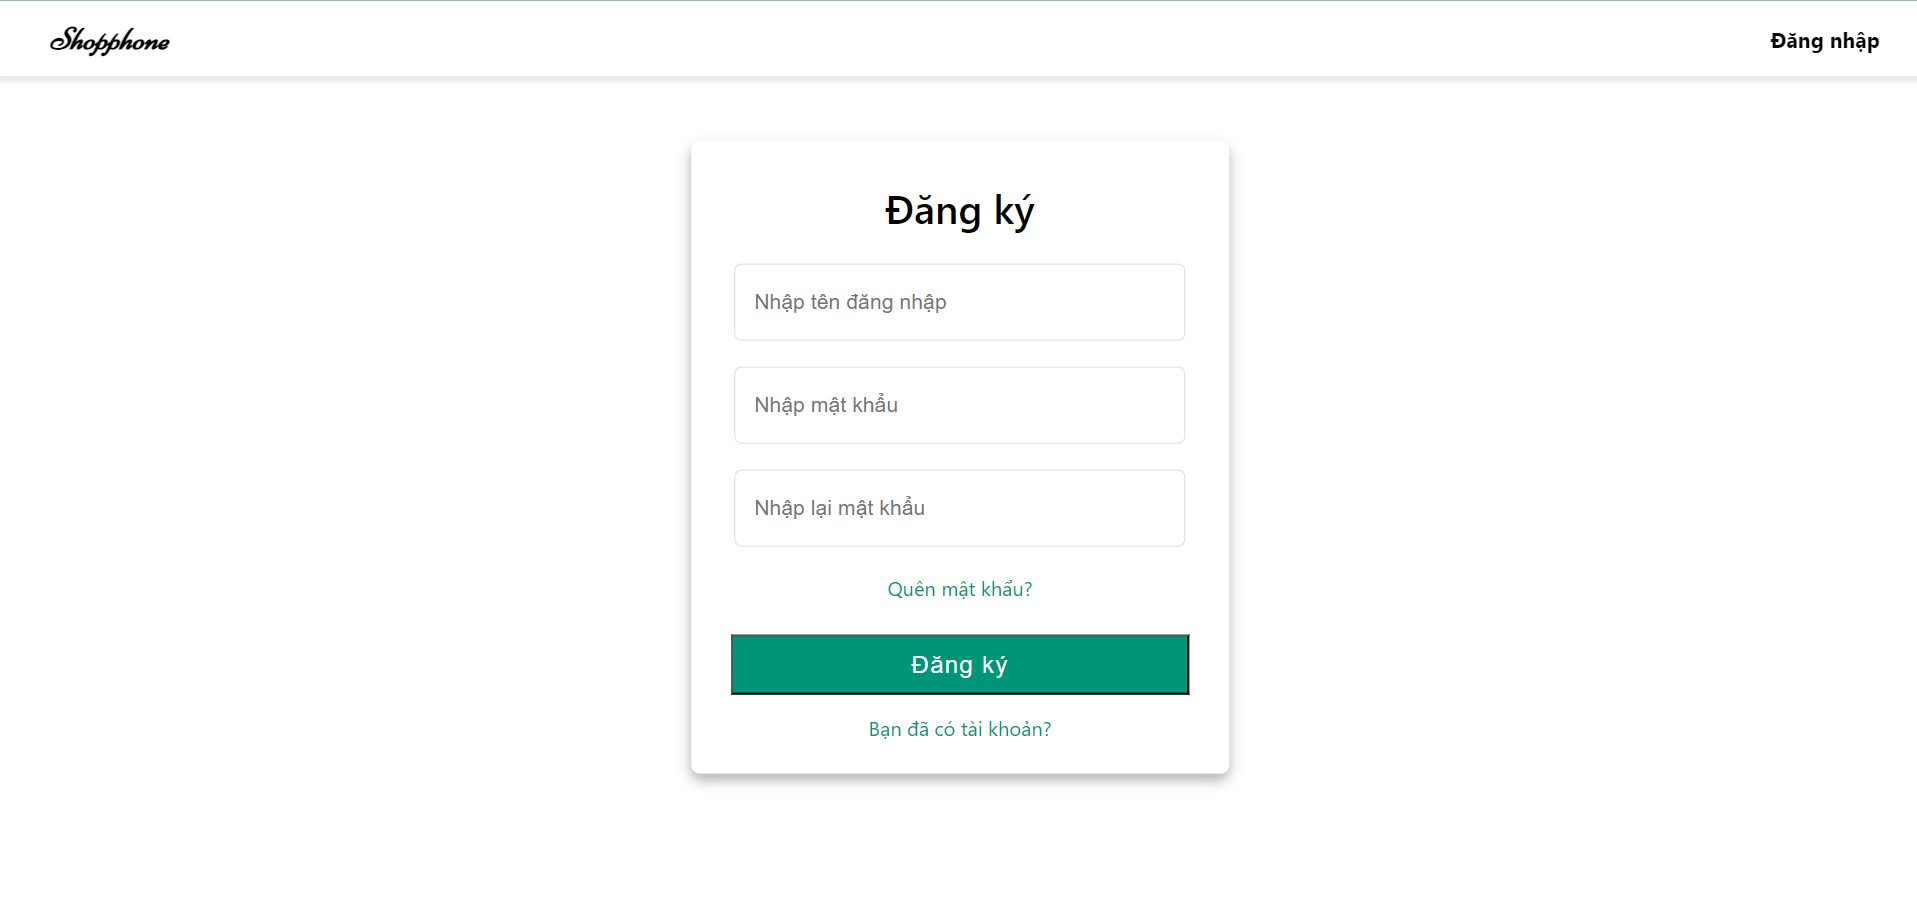 Shopphone
Đăng nhập
Đăng ký
Nhập tên đăng nhập
Nhập mật khẩu
Nhập lại mật khẩu
Quên mật khẩu?
Đăng ký
Bạn đã có tài khoản?